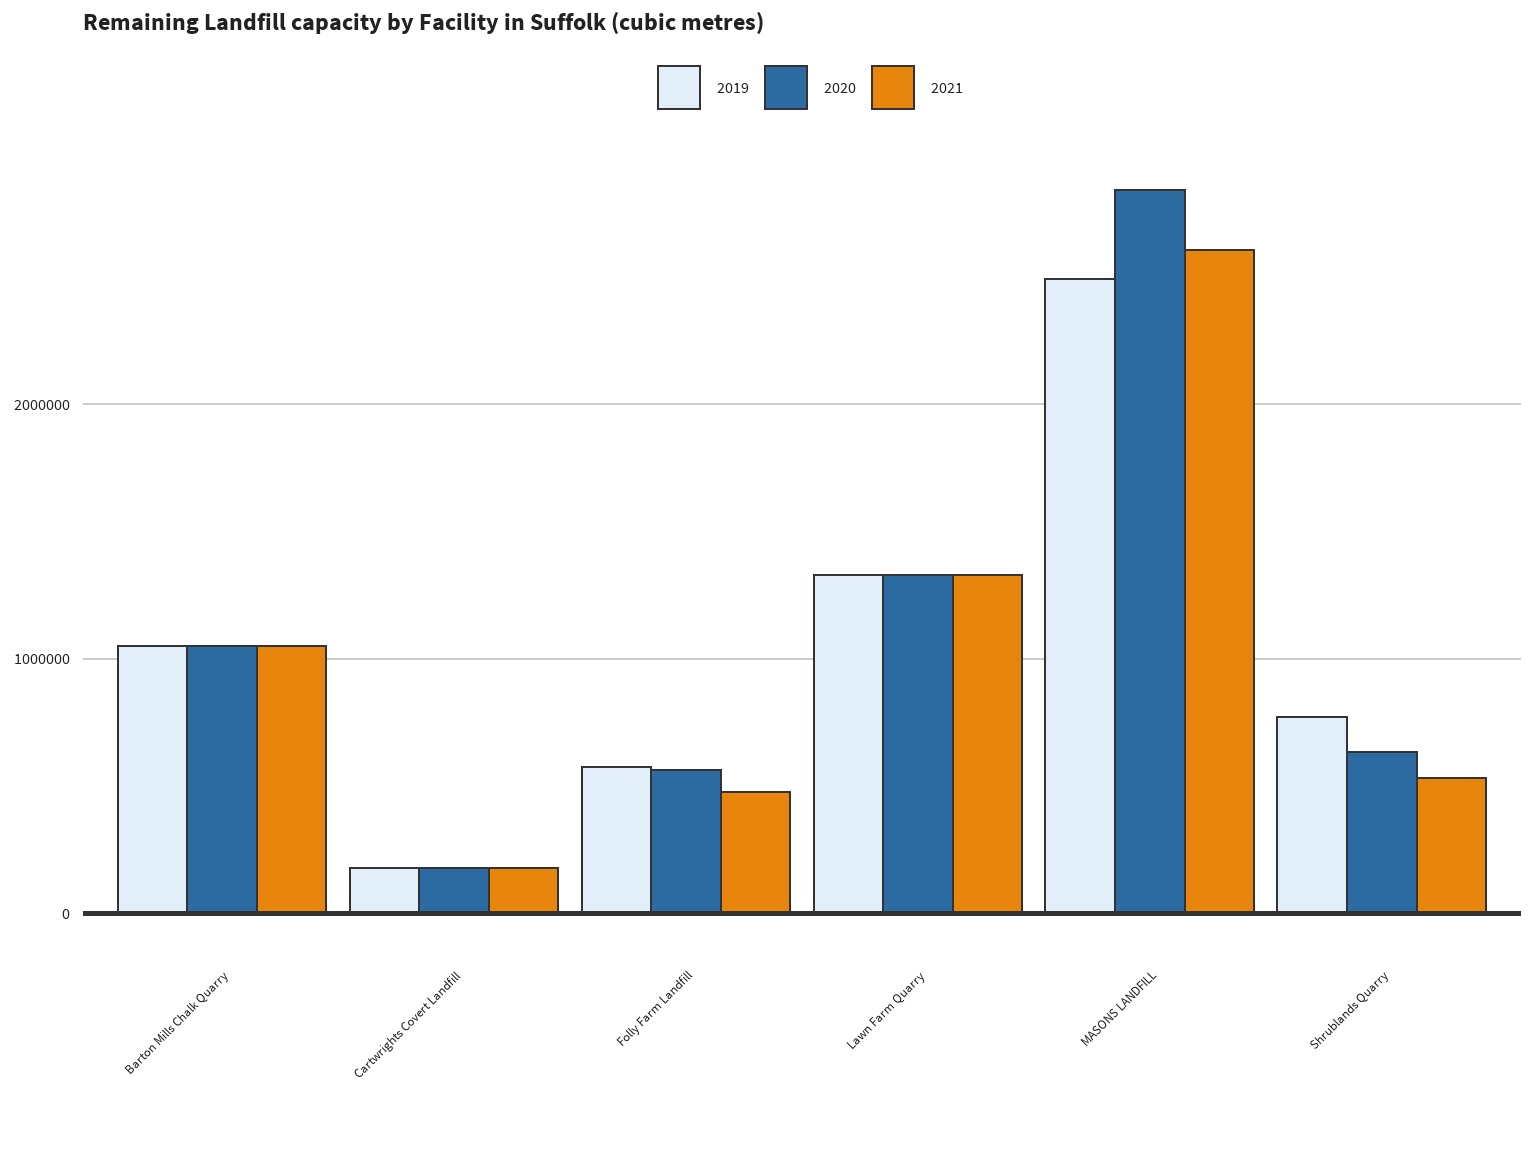 Remaining Landfill capacity by Facility in Suffolk (cubic metres)
2019 2020 2021
2000000
1000000
0
Barton Mills Chalk Quarry
Cartwrights Covert Landfill
Folly Farm Landfill
Lawn Farm Quarry
MASONS LANDFILL
Shrublands Quarry